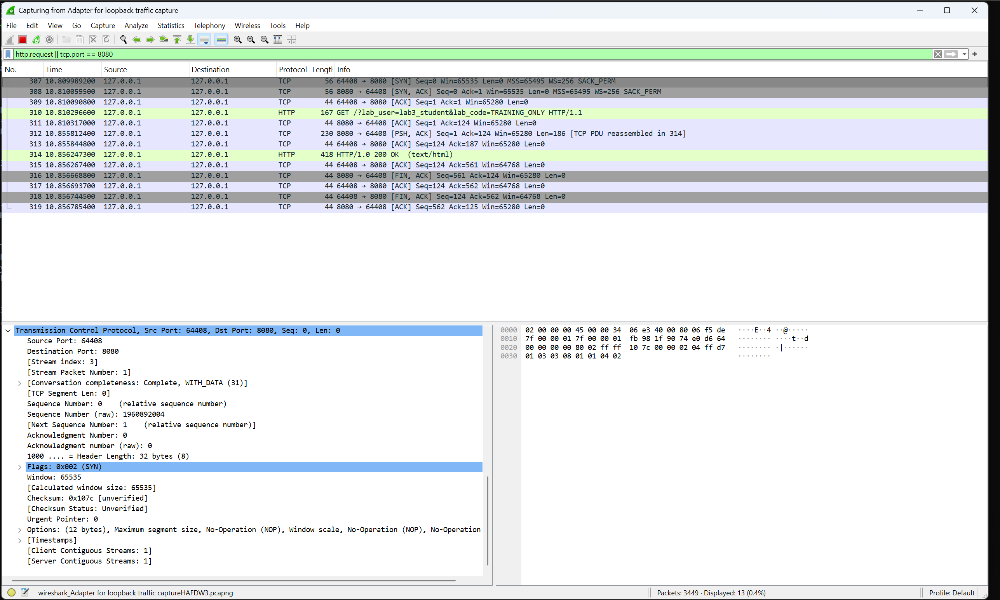 Capturing from Adapter for loopback traffic capture
File Edit View Go Capture Analyze Statistics Telephony Wireless Tools Help
http.request || tcp.port == 8080
No. Time Source Destination Protocol Length Info
307 10.809989200 127.0.0.1 127.0.0.1 TCP 56 64408 → 8080 [SYN] Seq=0 Win=65535 Len=0 MSS=65495 WS=256 SACK_PERM
308 10.810059500 127.0.0.1 127.0.0.1 TCP 56 8080 → 64408 [SYN, ACK] Seq=0 Ack=1 Win=65535 Len=0 MSS=65495 WS=256 SACK_PERM
309 10.810090800 127.0.0.1 127.0.0.1 TCP 44 64408 → 8080 [ACK] Seq=1 Ack=1 Win=65280 Len=0
310 10.810296600 127.0.0.1 127.0.0.1 HTTP 167 GET /?lab_user=lab3_student&lab_code=TRAINING_ONLY HTTP/1.1
311 10.810317000 127.0.0.1 127.0.0.1 TCP 44 8080 → 64408 [ACK] Seq=1 Ack=124 Win=65280 Len=0
312 10.855812400 127.0.0.1 127.0.0.1 TCP 230 8080 → 64408 [PSH, ACK] Seq=1 Ack=124 Win=65280 Len=186 [TCP PDU reassembled in 314]
313 10.855844800 127.0.0.1 127.0.0.1 TCP 44 64408 → 8080 [ACK] Seq=124 Ack=187 Win=65280 Len=0
314 10.856247300 127.0.0.1 127.0.0.1 HTTP 418 HTTP/1.0 200 OK (text/html)
315 10.856267400 127.0.0.1 127.0.0.1 TCP 44 64408 → 8080 [ACK] Seq=124 Ack=561 Win=64768 Len=0
316 10.856668800 127.0.0.1 127.0.0.1 TCP 44 8080 → 64408 [FIN, ACK] Seq=561 Ack=124 Win=65280 Len=0
317 10.856693700 127.0.0.1 127.0.0.1 TCP 44 64408 → 8080 [ACK] Seq=124 Ack=562 Win=64768 Len=0
318 10.856744500 127.0.0.1 127.0.0.1 TCP 44 64408 → 8080 [FIN, ACK] Seq=124 Ack=562 Win=64768 Len=0
319 10.856785400 127.0.0.1 127.0.0.1 TCP 44 8080 → 64408 [ACK] Seq=562 Ack=125 Win=65280 Len=0
Transmission Control Protocol, Src Port: 64408, Dst Port: 8080, Seq: 0, Len: 0
Source Port: 64408
Destination Port: 8080
[Stream index: 3]
[Stream Packet Number: 1]
[Conversation completeness: Complete, WITH_DATA (31)]
[TCP Segment Len: 0]
Sequence Number: 0 (relative sequence number)
Sequence Number (raw): 1960892004
[Next Sequence Number: 1 (relative sequence number)]
Acknowledgment Number: 0
Acknowledgment number (raw): 0
1000 .... = Header Length: 32 bytes (8)
Flags: 0x002 (SYN)
Window: 65535
[Calculated window size: 65535]
Checksum: 0x107c [unverified]
[Checksum Status: Unverified]
Urgent Pointer: 0
Options: (12 bytes), Maximum segment size, No-Operation (NOP), Window scale, No-Operation (NOP), No-Operation
[Timestamps]
[Client Contiguous Streams: 1]
[Server Contiguous Streams: 1]
0000 02 00 00 00 45 00 00 34 06 e3 40 00 80 06 f5 de ····E··4 ··@·····
0010 7f 00 00 01 7f 00 00 01 fb 98 1f 90 74 e0 d6 64 ········ ····t··d
0020 00 00 00 00 80 02 ff ff 10 7c 00 00 02 04 ff d7 ········ ·|······
0030 01 03 03 08 01 01 04 02 ········
wireshark_Adapter for loopback traffic captureHAFDW3.pcapng
Packets: 3449 · Displayed: 13 (0.4%)
Profile: Default